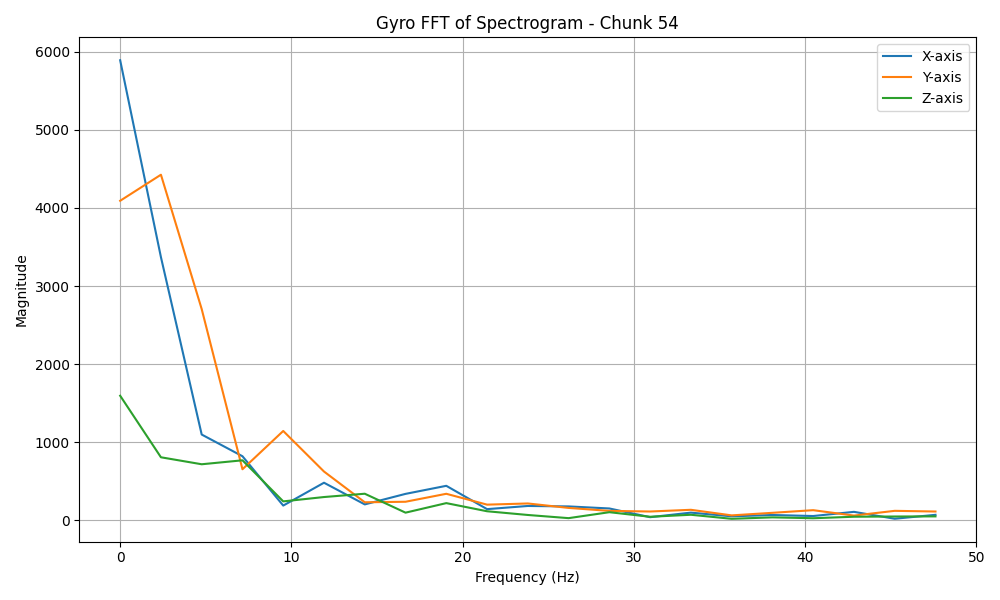 Gyro FFT of Spectrogram - Chunk 54
X-axis
Y-axis
Z-axis
Magnitude
6000
5000
4000
3000
2000
1000
0
0 10 20 30 40 50
Frequency (Hz)